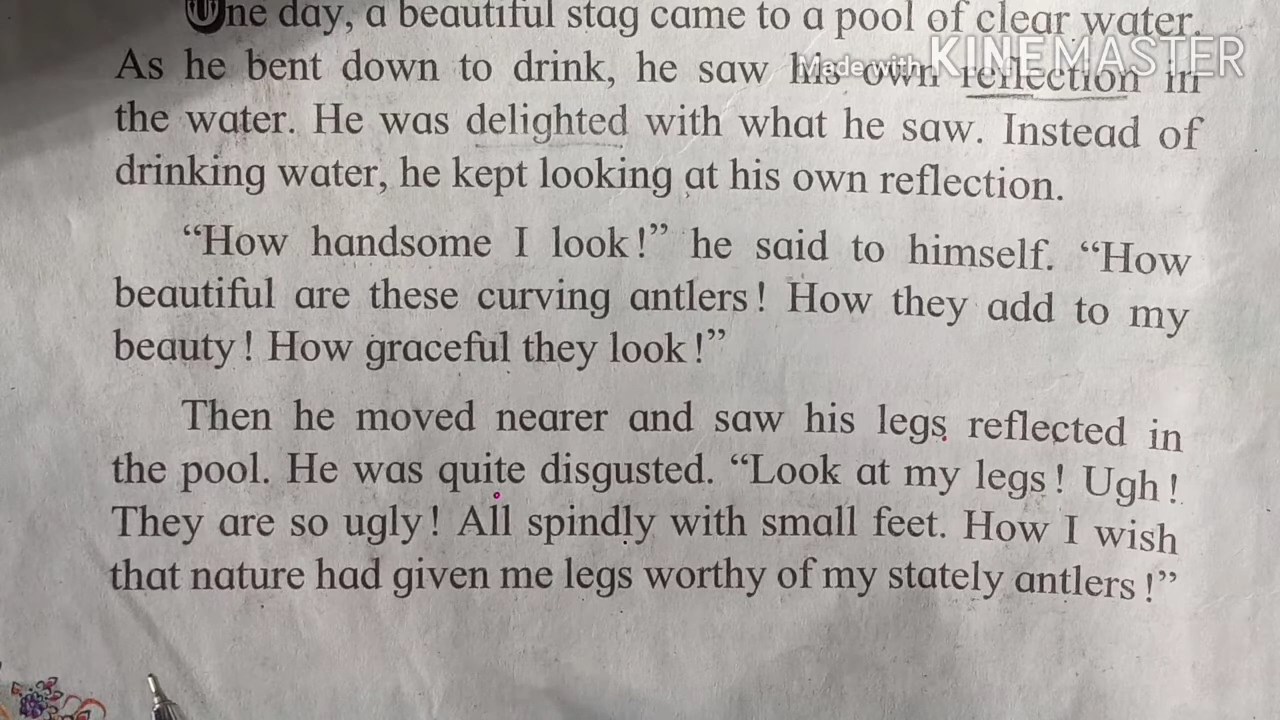 One day, a beautiful stag came to a pool of clear water.
Made with KINEMASTER
As he bent down to drink, he saw his own reflection in
the water. He was delighted with what he saw. Instead of
drinking water, he kept looking at his own reflection.
“How handsome I look!” he said to himself. “How
beautiful are these curving antlers! How they add to my
beauty! How graceful they look!”
Then he moved nearer and saw his legs reflected in
the pool. He was quite disgusted. “Look at my legs! Ugh!
They are so ugly! All spindly with small feet. How I wish
that nature had given me legs worthy of my stately antlers!”